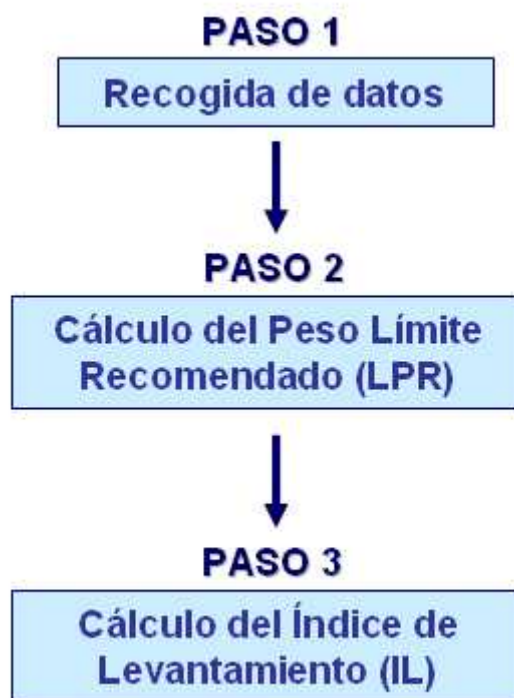 PASO 1
Recogida de datos
PASO 2
Cálculo del Peso Límite
Recomendado (LPR)
PASO 3
Cálculo del Índice de
Levantamiento (IL)